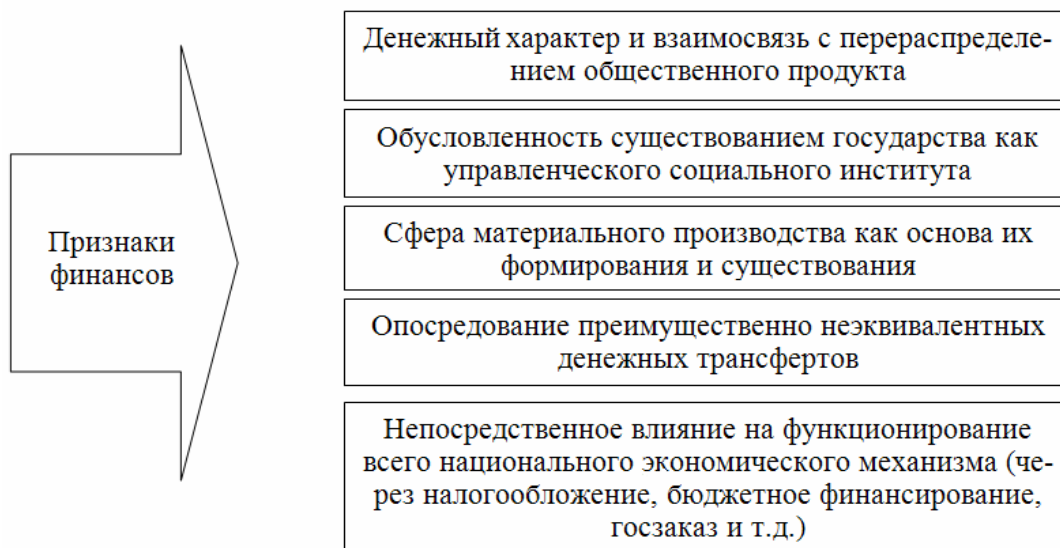 Признаки
финансов
Денежный характер и взаимосвязь с перераспределе-
нием общественного продукта
Обусловленность существованием государства как
управленческого социального института
Сфера материального производства как основа их
формирования и существования
Опосредование преимущественно неэквивалентных
денежных трансфертов
Непосредственное влияние на функционирование
всего национального экономического механизма (че-
рез налогообложение, бюджетное финансирование,
госзаказ и т.д.)